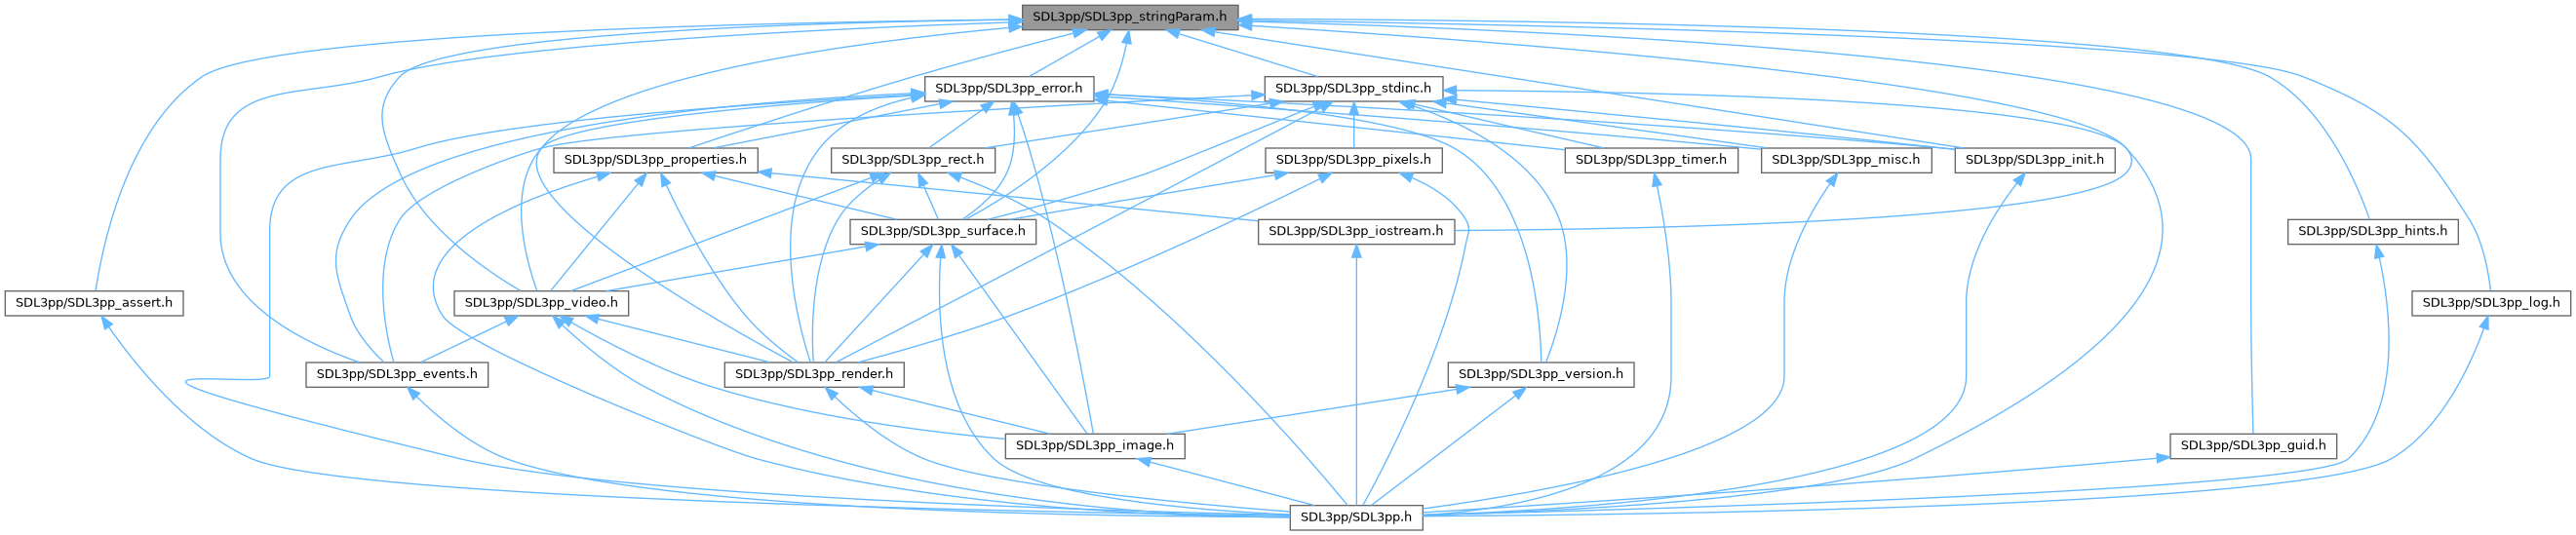 SDL3pp/SDL3pp_stringParam.h
SDL3pp/SDL3pp_error.h
SDL3pp/SDL3pp_stdinc.h
SDL3pp/SDL3pp_properties.h
SDL3pp/SDL3pp_rect.h
SDL3pp/SDL3pp_pixels.h
SDL3pp/SDL3pp_timer.h
SDL3pp/SDL3pp_misc.h
SDL3pp/SDL3pp_init.h
SDL3pp/SDL3pp_surface.h
SDL3pp/SDL3pp_iostream.h
SDL3pp/SDL3pp_hints.h
SDL3pp/SDL3pp_assert.h
SDL3pp/SDL3pp_video.h
SDL3pp/SDL3pp_log.h
SDL3pp/SDL3pp_events.h
SDL3pp/SDL3pp_render.h
SDL3pp/SDL3pp_version.h
SDL3pp/SDL3pp_image.h
SDL3pp/SDL3pp_guid.h
SDL3pp/SDL3pp.h